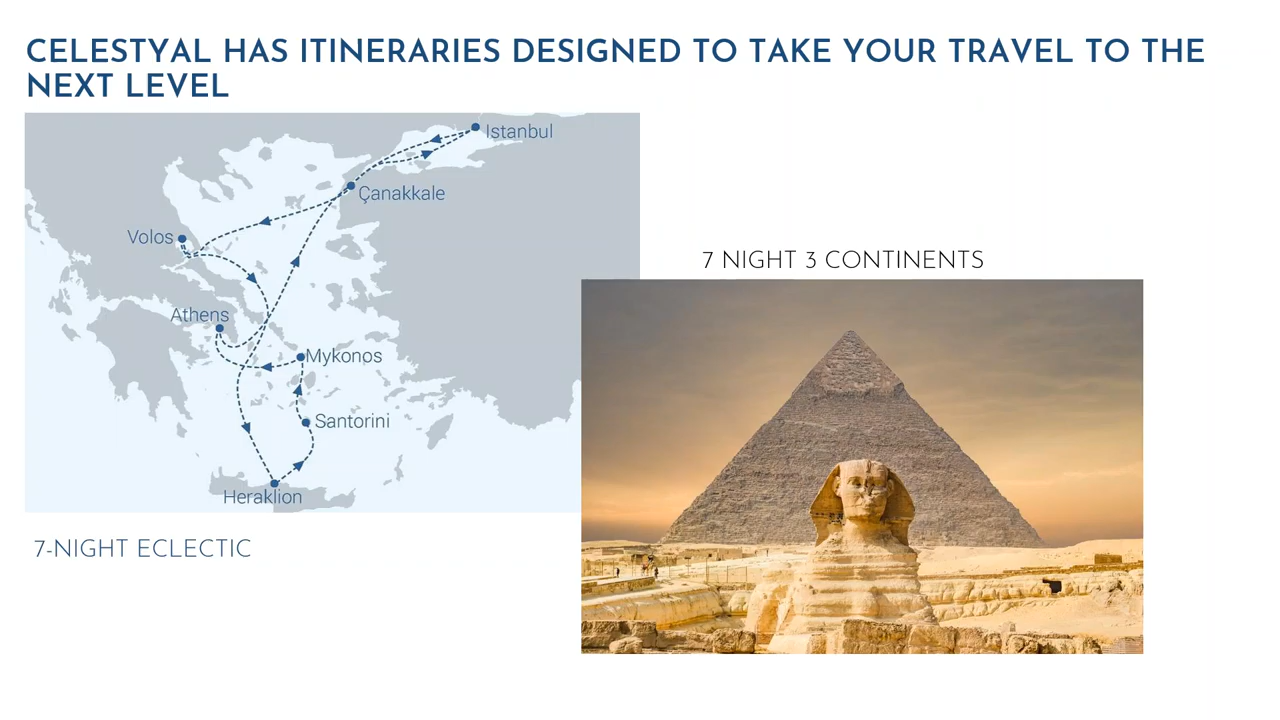 CELESTYAL HAS ITINERARIES DESIGNED TO TAKE YOUR TRAVEL TO THE
NEXT LEVEL
Istanbul
Çanakkale
Volos
Athens
Mykonos
Santorini
Heraklion
7-NIGHT ECLECTIC
7 NIGHT 3 CONTINENTS